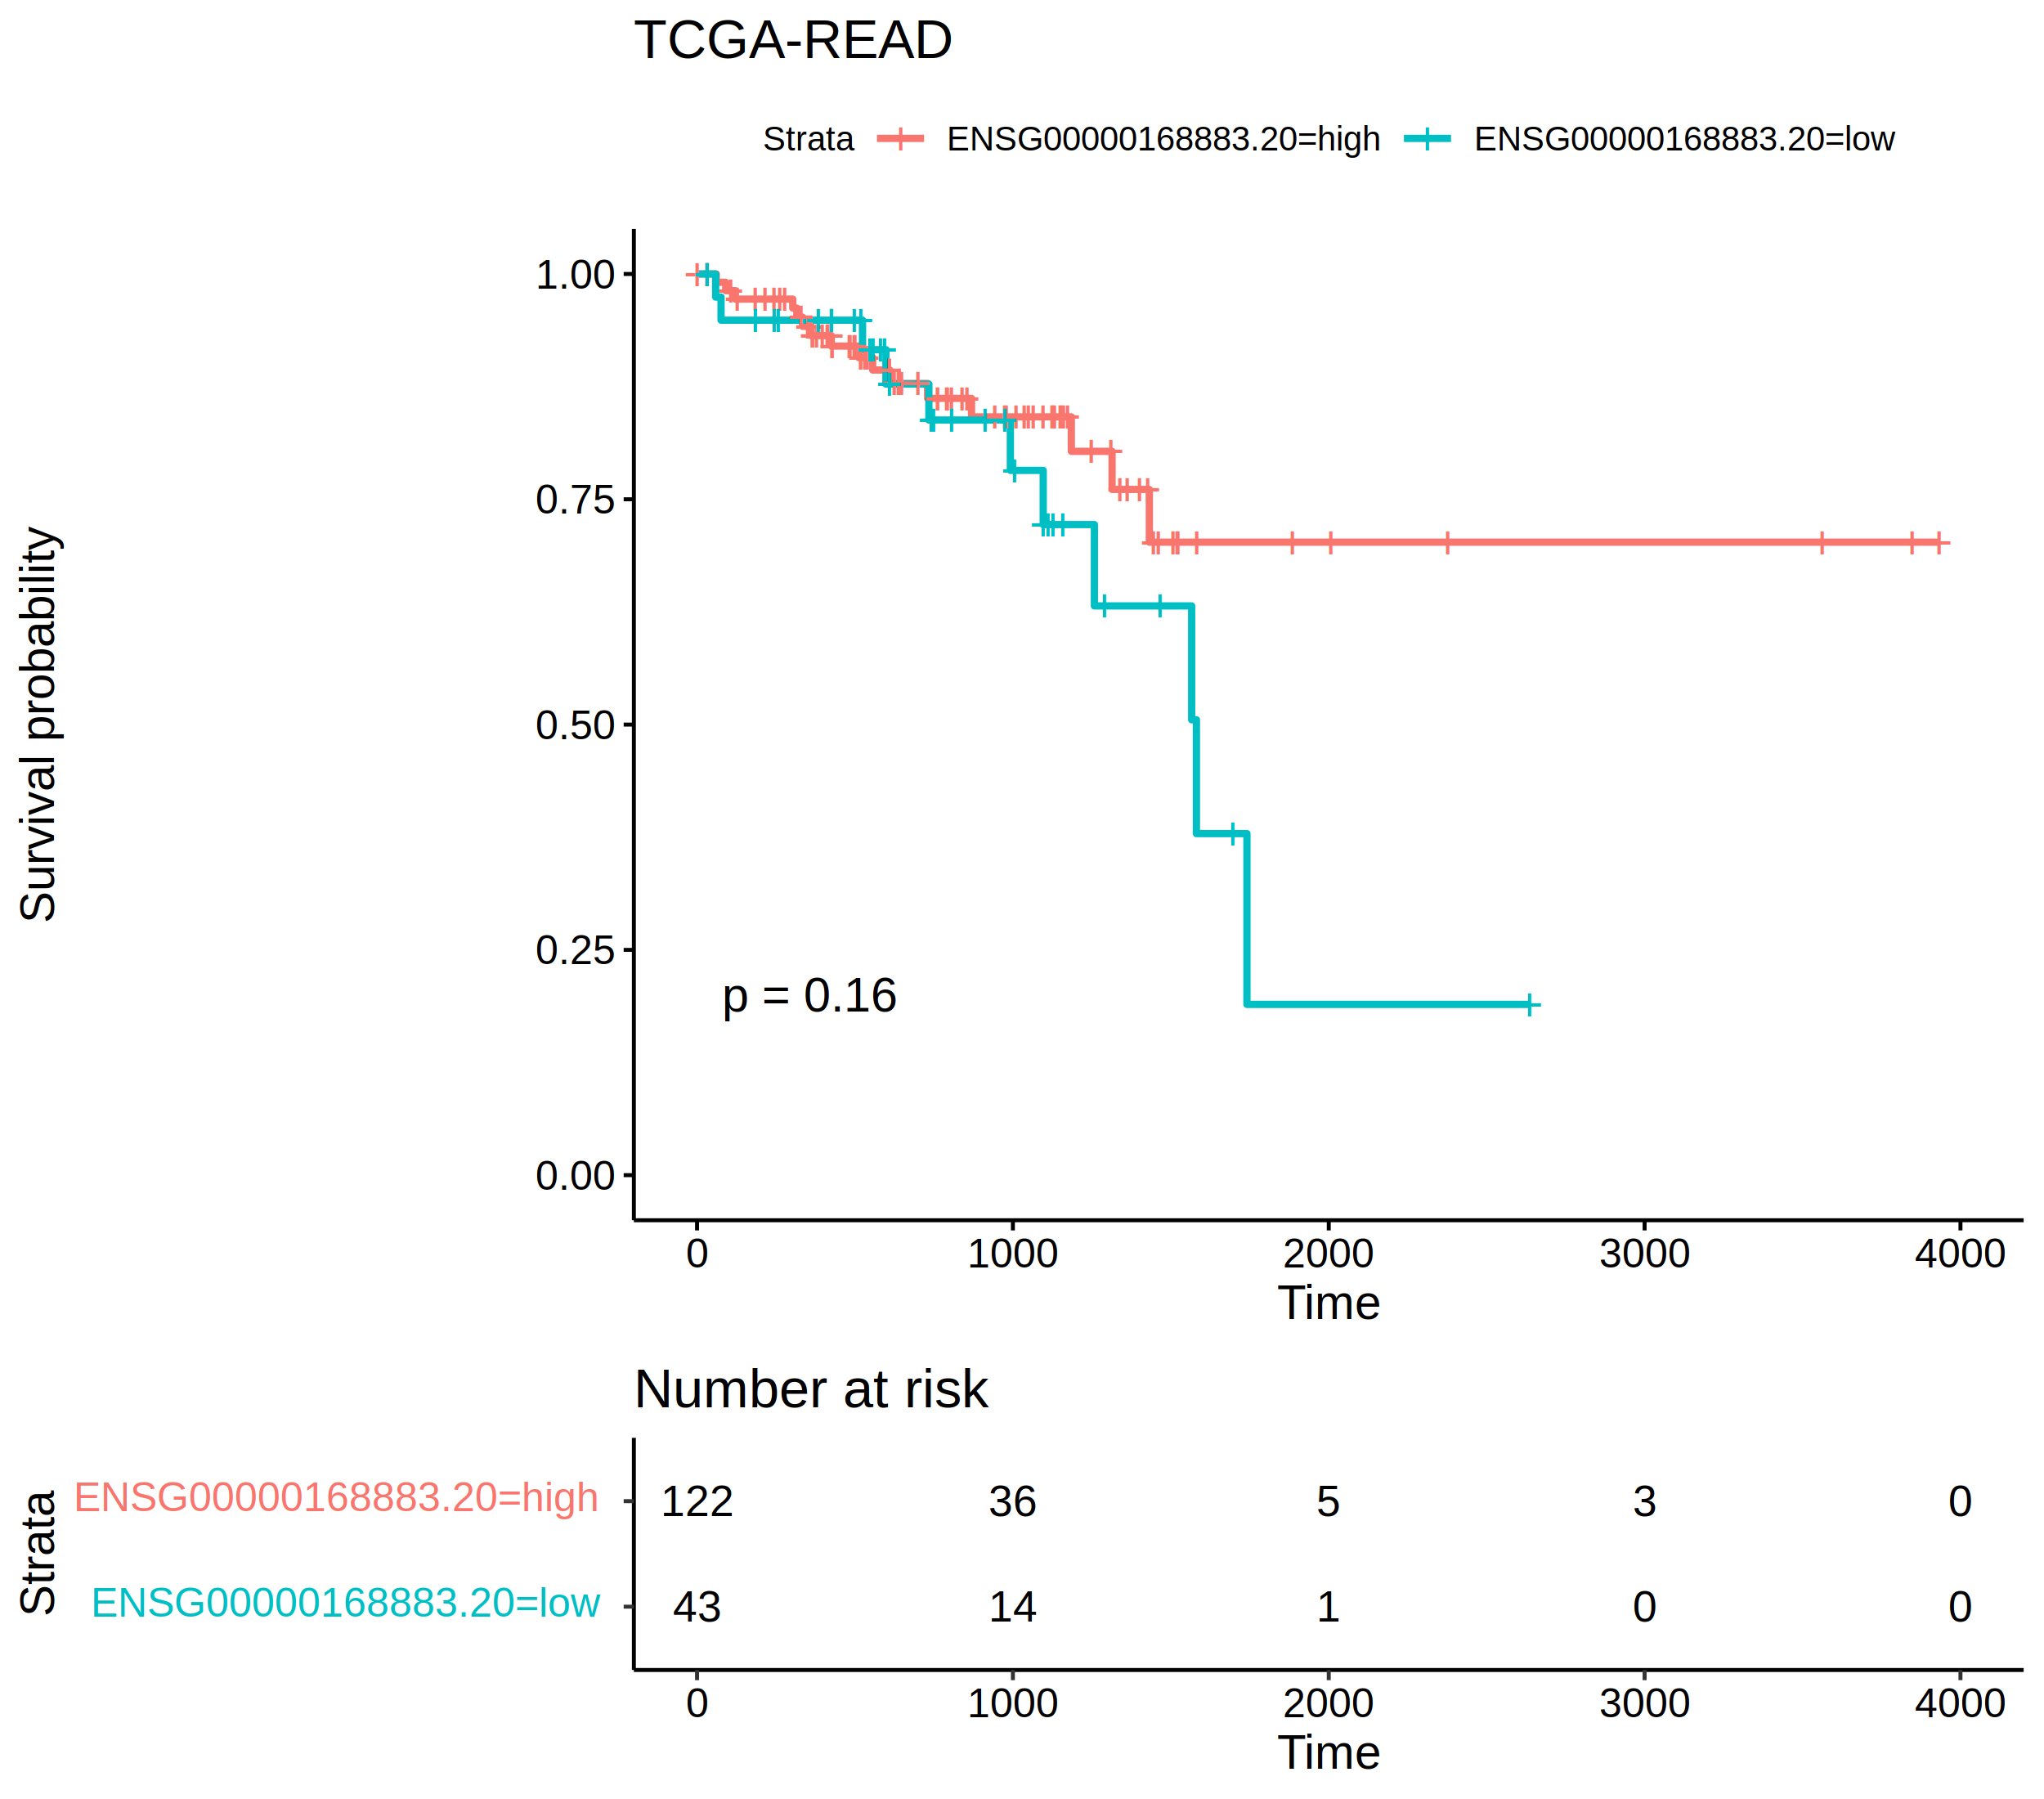 TCGA-READ
Strata ENSG00000168883.20=high ENSG00000168883.20=low
Survival probability
1.00
0.75
0.50
0.25
0.00
p = 0.16
0 1000 2000 3000 4000
Time
Number at risk
Strata
ENSG00000168883.20=high 122 36 5 3 0
ENSG00000168883.20=low 43 14 1 0 0
0 1000 2000 3000 4000
Time